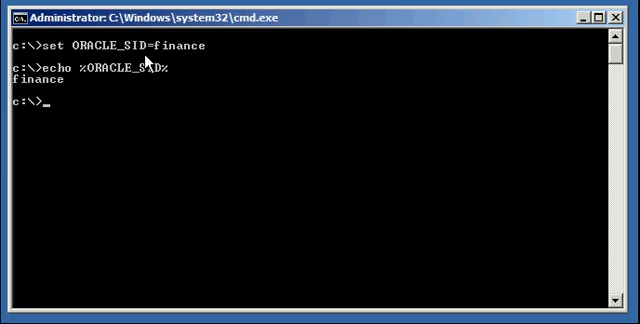 Administrator: C:\Windows\system32\cmd.exe
c:\>set ORACLE_SID=finance
c:\>echo %ORACLE_SID%
finance
c:\>_